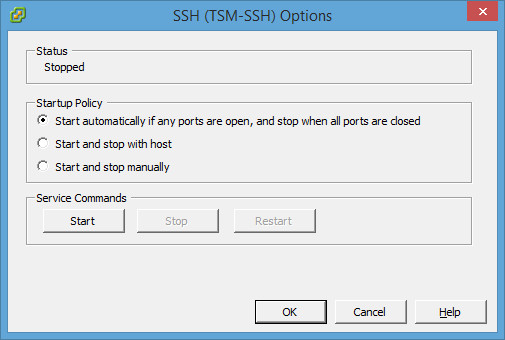 SSH (TSM-SSH) Options
Status
Stopped
Startup Policy
Start automatically if any ports are open, and stop when all ports are closed
Start and stop with host
Start and stop manually
Service Commands
Start Stop Restart
OK Cancel Help